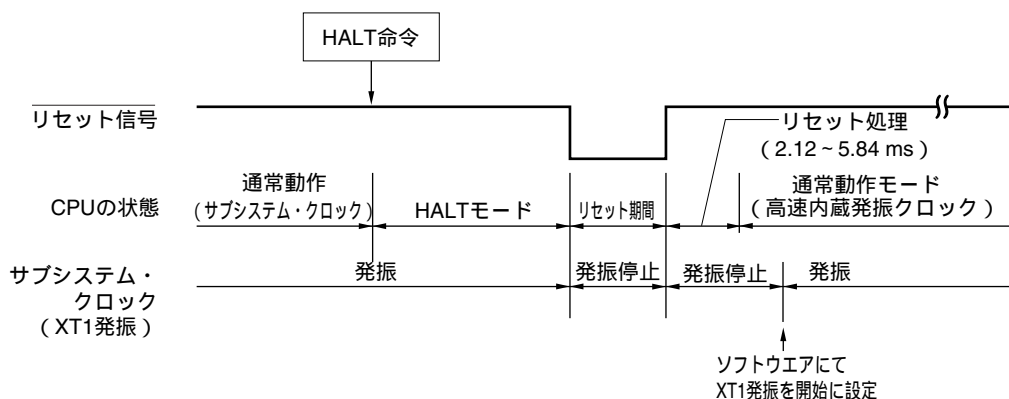 HALT命令
リセット信号
リセット処理
（2.12～5.84 ms）
CPUの状態
通常動作
（サブシステム・クロック）
HALTモード
リセット期間
通常動作モード
（高速内蔵発振クロック）
サブシステム・
クロック
（XT1発振）
発振
発振停止
発振停止
発振
ソフトウエアにて
XT1発振を開始に設定